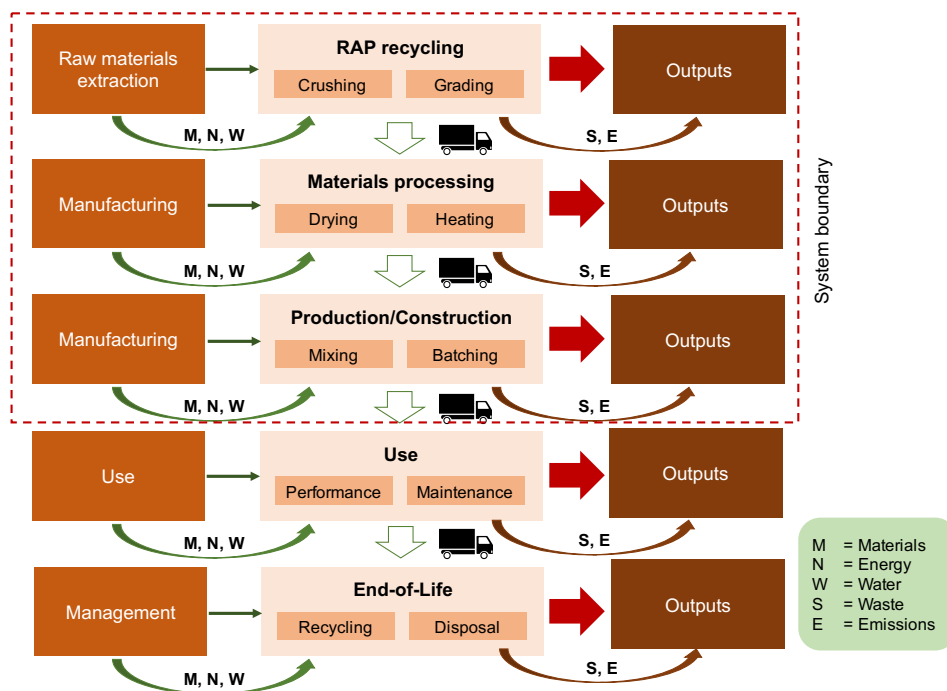 Raw materials
extraction
RAP recycling
Crushing
Grading
Outputs
M, N, W
S, E
Manufacturing
Materials processing
Drying
Heating
Outputs
M, N, W
S, E
Manufacturing
Production/Construction
Mixing
Batching
Outputs
M, N, W
S, E
System boundary
Use
Use
Performance
Maintenance
Outputs
M, N, W
S, E
Management
End-of-Life
Recycling
Disposal
Outputs
M, N, W
S, E
M = Materials
N = Energy
W = Water
S = Waste
E = Emissions